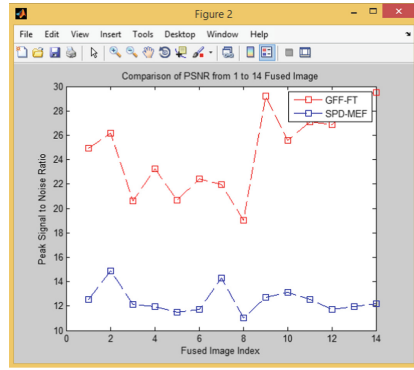 Figure 2
File Edit View Insert Tools Desktop Window Help
Comparison of PSNR from 1 to 14 Fused Image
GFF-FT
SPD-MEF
Peak Signal to Noise Ratio
30
28
26
24
22
20
18
16
14
12
10
0 2 4 6 8 10 12 14
Fused Image Index